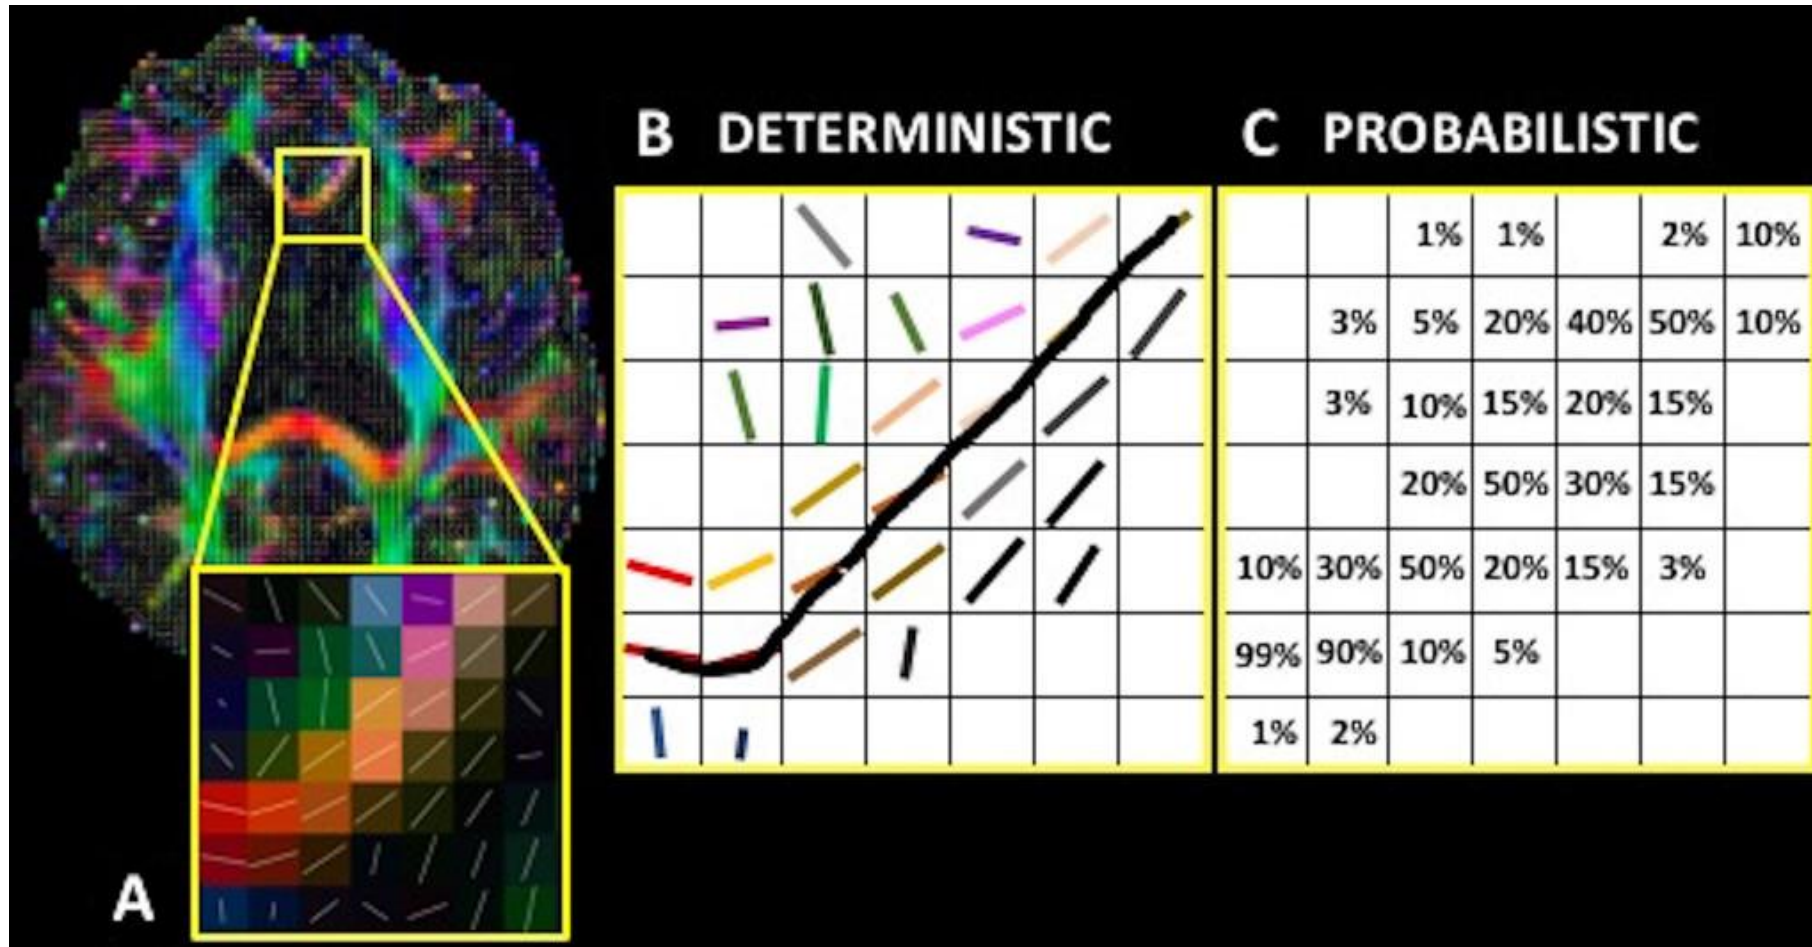 B DETERMINISTIC
C PROBABILISTIC
1% 1% 2% 10%
3% 5% 20% 40% 50% 10%
3% 10% 15% 20% 15%
20% 50% 30% 15%
10% 30% 50% 20% 15% 3%
99% 90% 10% 5%
1% 2%
A